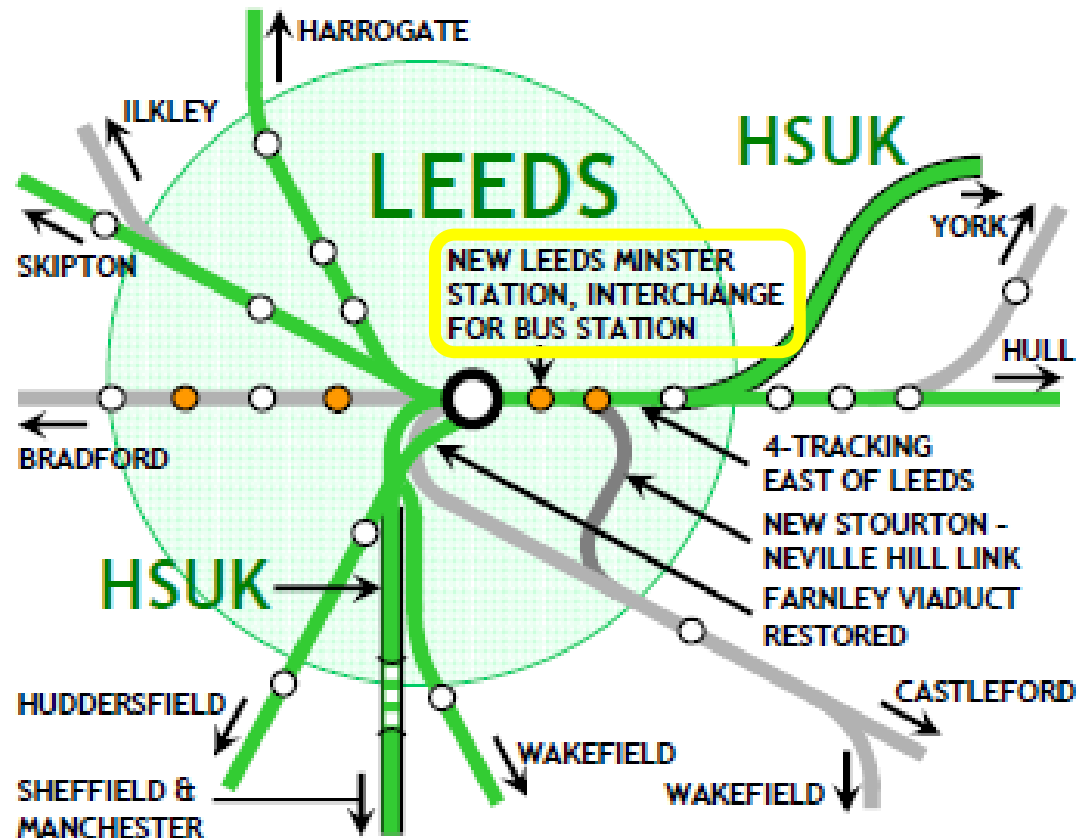 HARROGATE
ILKLEY
LEEDS
HSUK
YORK
SKIPTON
NEW LEEDS MINSTER
STATION, INTERCHANGE
FOR BUS STATION
HULL
BRADFORD
4-TRACKING
EAST OF LEEDS
NEW STOURTON -
NEVILLE HILL LINK
HSUK
FARNLEY VIADUCT
RESTORED
HUDDERSFIELD
CASTLEFORD
WAKEFIELD
SHEFFIELD &
MANCHESTER
WAKEFIELD